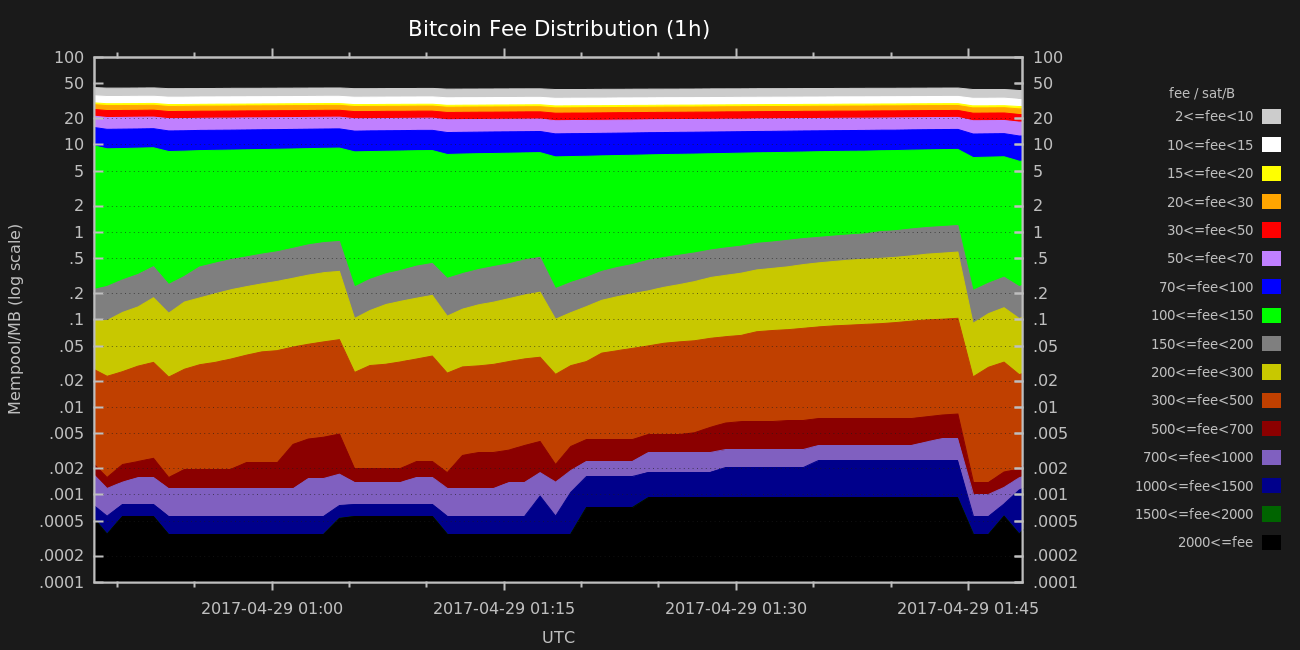 Bitcoin Fee Distribution (1h)
Mempool/MB (log scale)
100
50
20
10
5
2
1
.5
.2
.1
.05
.02
.01
.005
.002
.001
.0005
.0002
.0001
100
50
20
10
5
2
1
.5
.2
.1
.05
.02
.01
.005
.002
.001
.0005
.0002
.0001
2017-04-29 01:00
2017-04-29 01:15
2017-04-29 01:30
2017-04-29 01:45
UTC
fee / sat/B
2<=fee<10
10<=fee<15
15<=fee<20
20<=fee<30
30<=fee<50
50<=fee<70
70<=fee<100
100<=fee<150
150<=fee<200
200<=fee<300
300<=fee<500
500<=fee<700
700<=fee<1000
1000<=fee<1500
1500<=fee<2000
2000<=fee